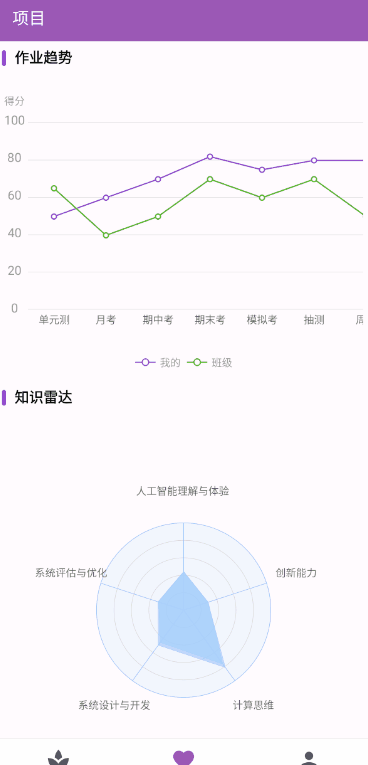 项目
作业趋势
得分
100
80
60
40
20
0
单元测 月考 期中考 期末考 模拟考 抽测
我的 班级
知识雷达
人工智能理解与体验
系统评估与优化 创新能力
系统设计与开发 计算思维